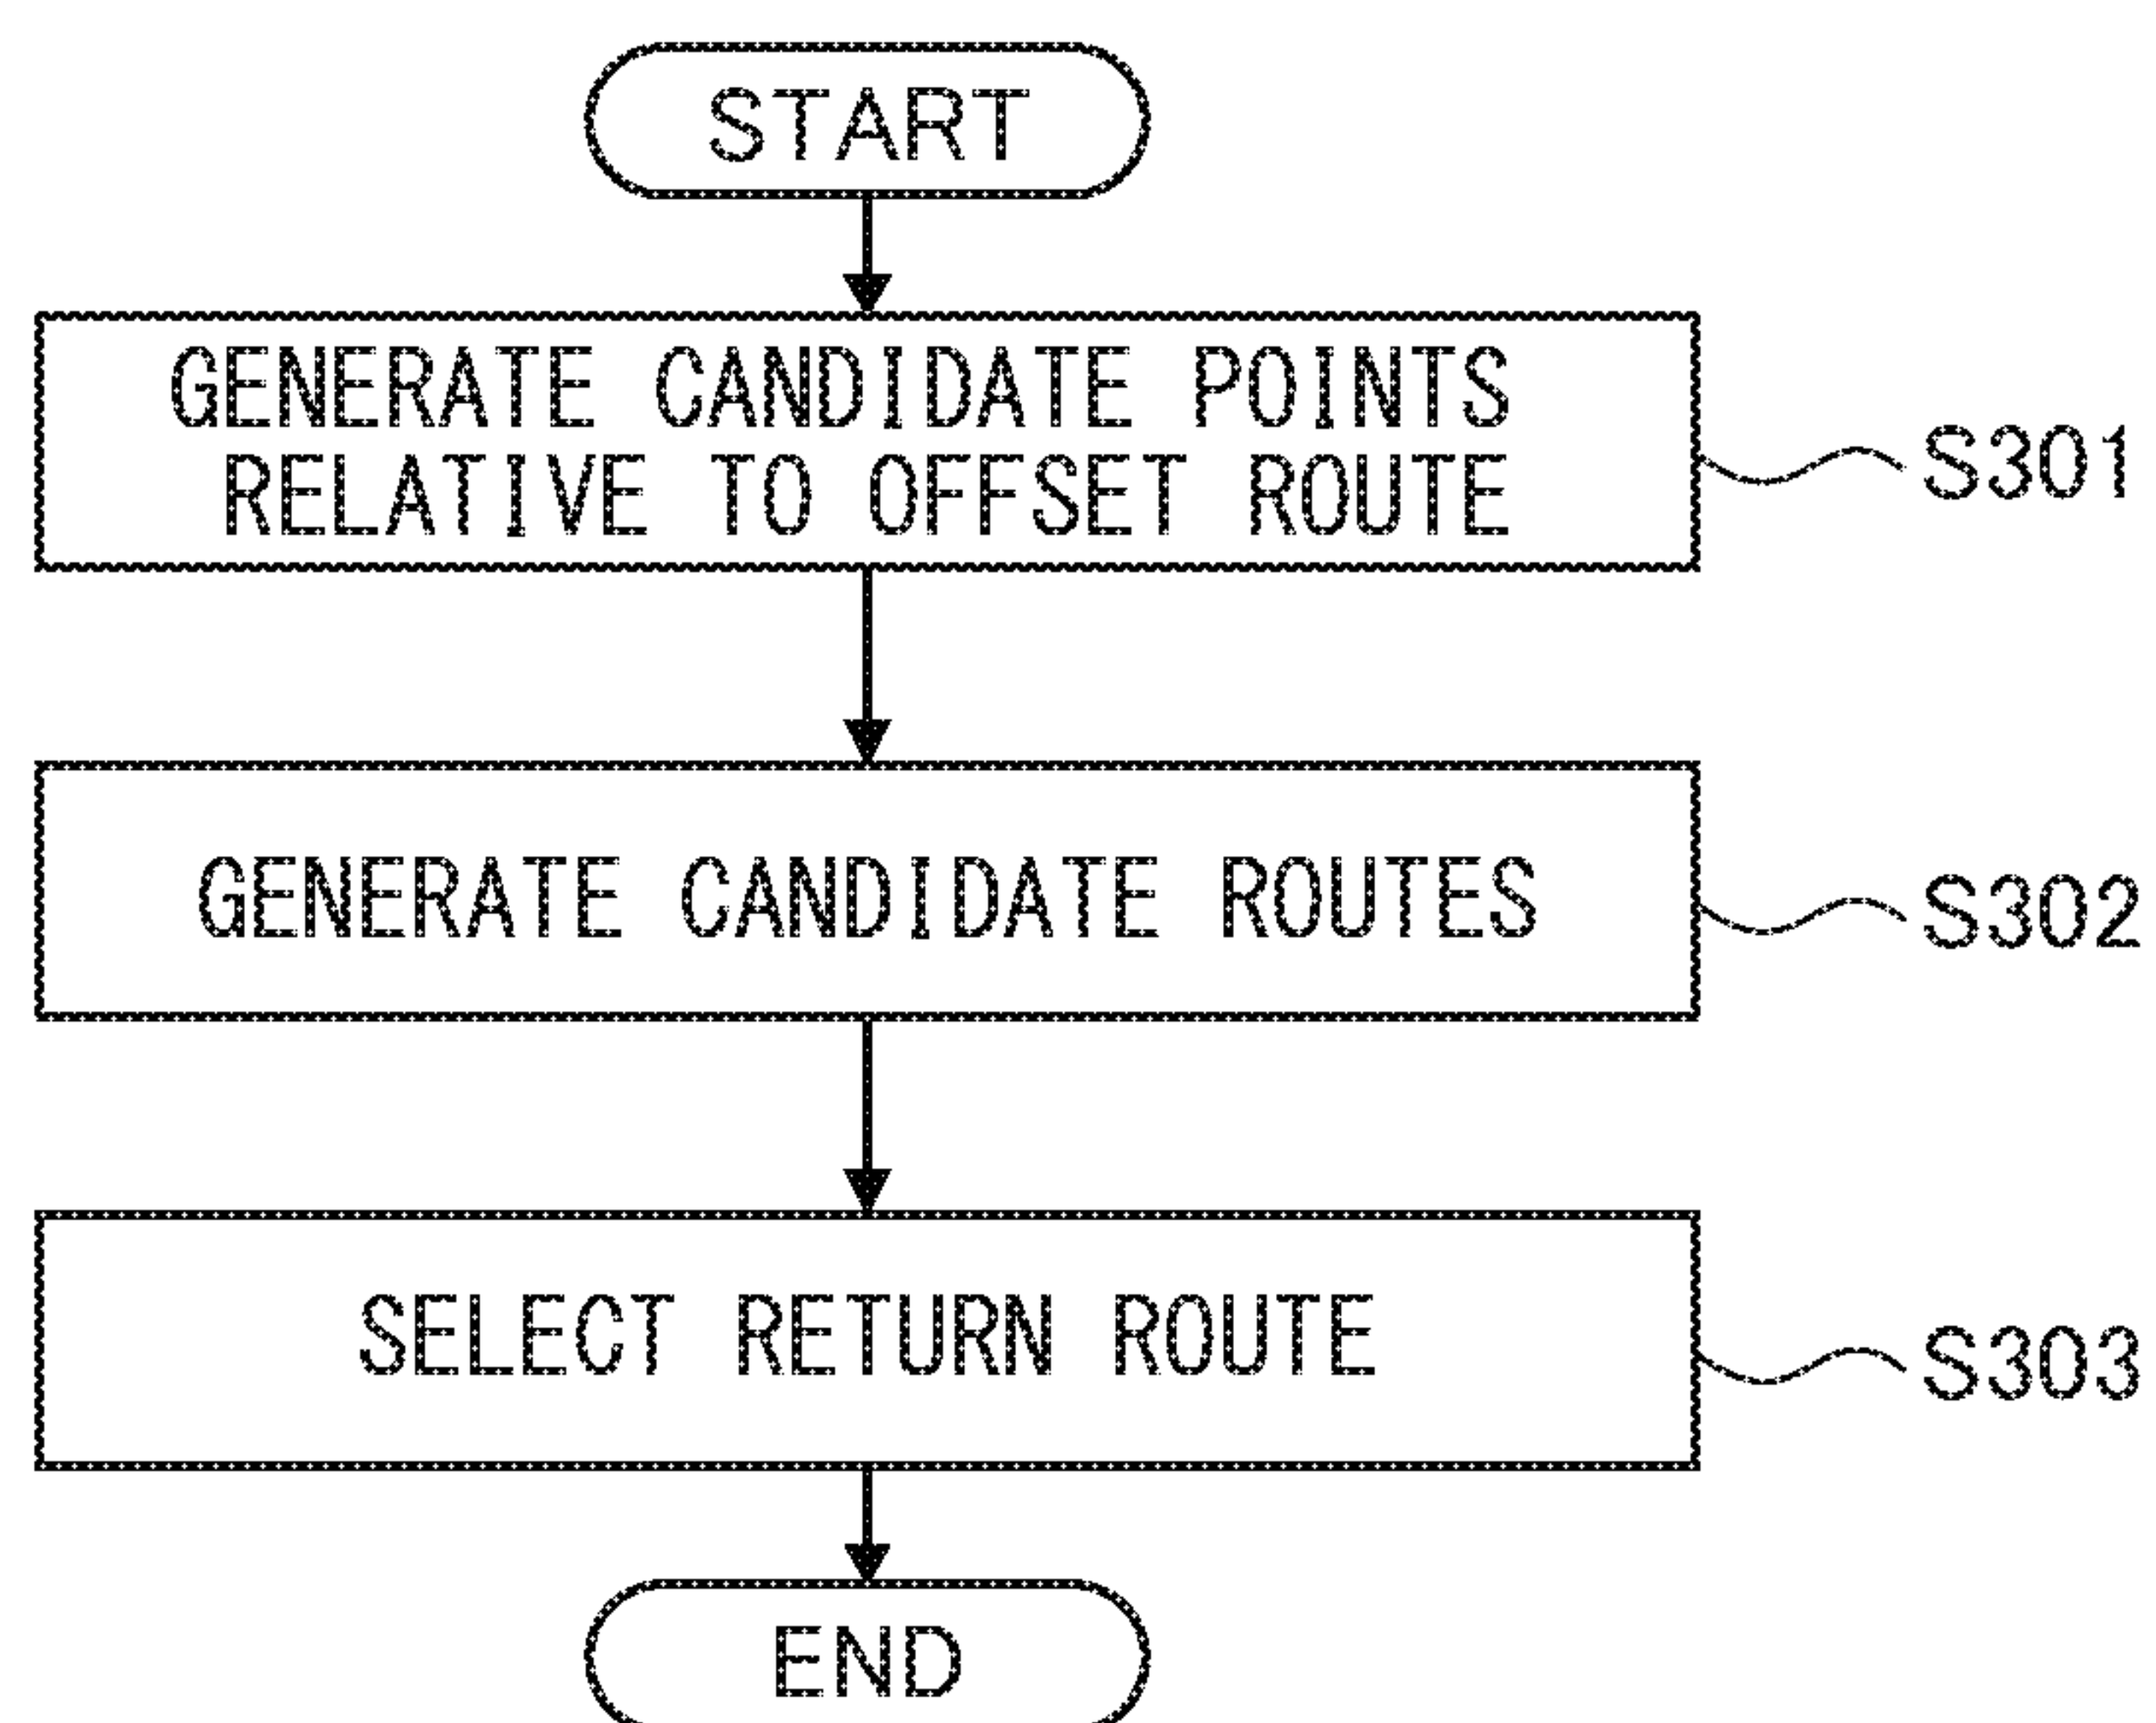 START
GENERATE CANDIDATE POINTS
RELATIVE TO OFFSET ROUTE
S301
GENERATE CANDIDATE ROUTES
S302
SELECT RETURN ROUTE
S303
END